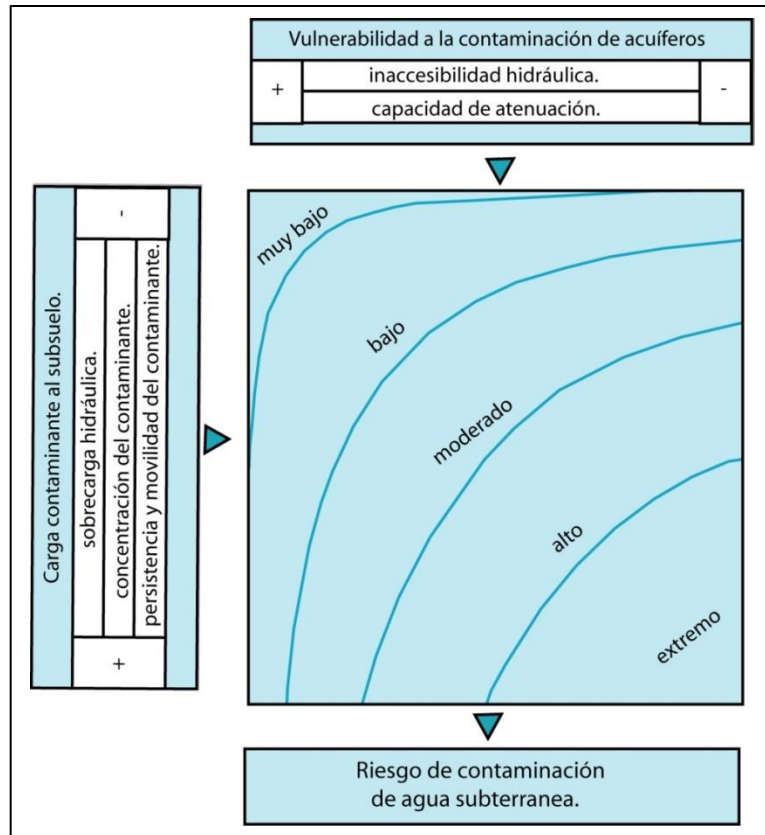 Vulnerabilidad a la contaminación de acuíferos
+
inaccesibilidad hidráulica.
capacidad de atenuación.
-
Carga contaminante al subsuelo.
-
sobrecarga hidráulica.
concentración del contaminante.
persistencia y movilidad del contaminante.
+
muy bajo
bajo
moderado
alto
extremo
Riesgo de contaminación
de agua subterranea.